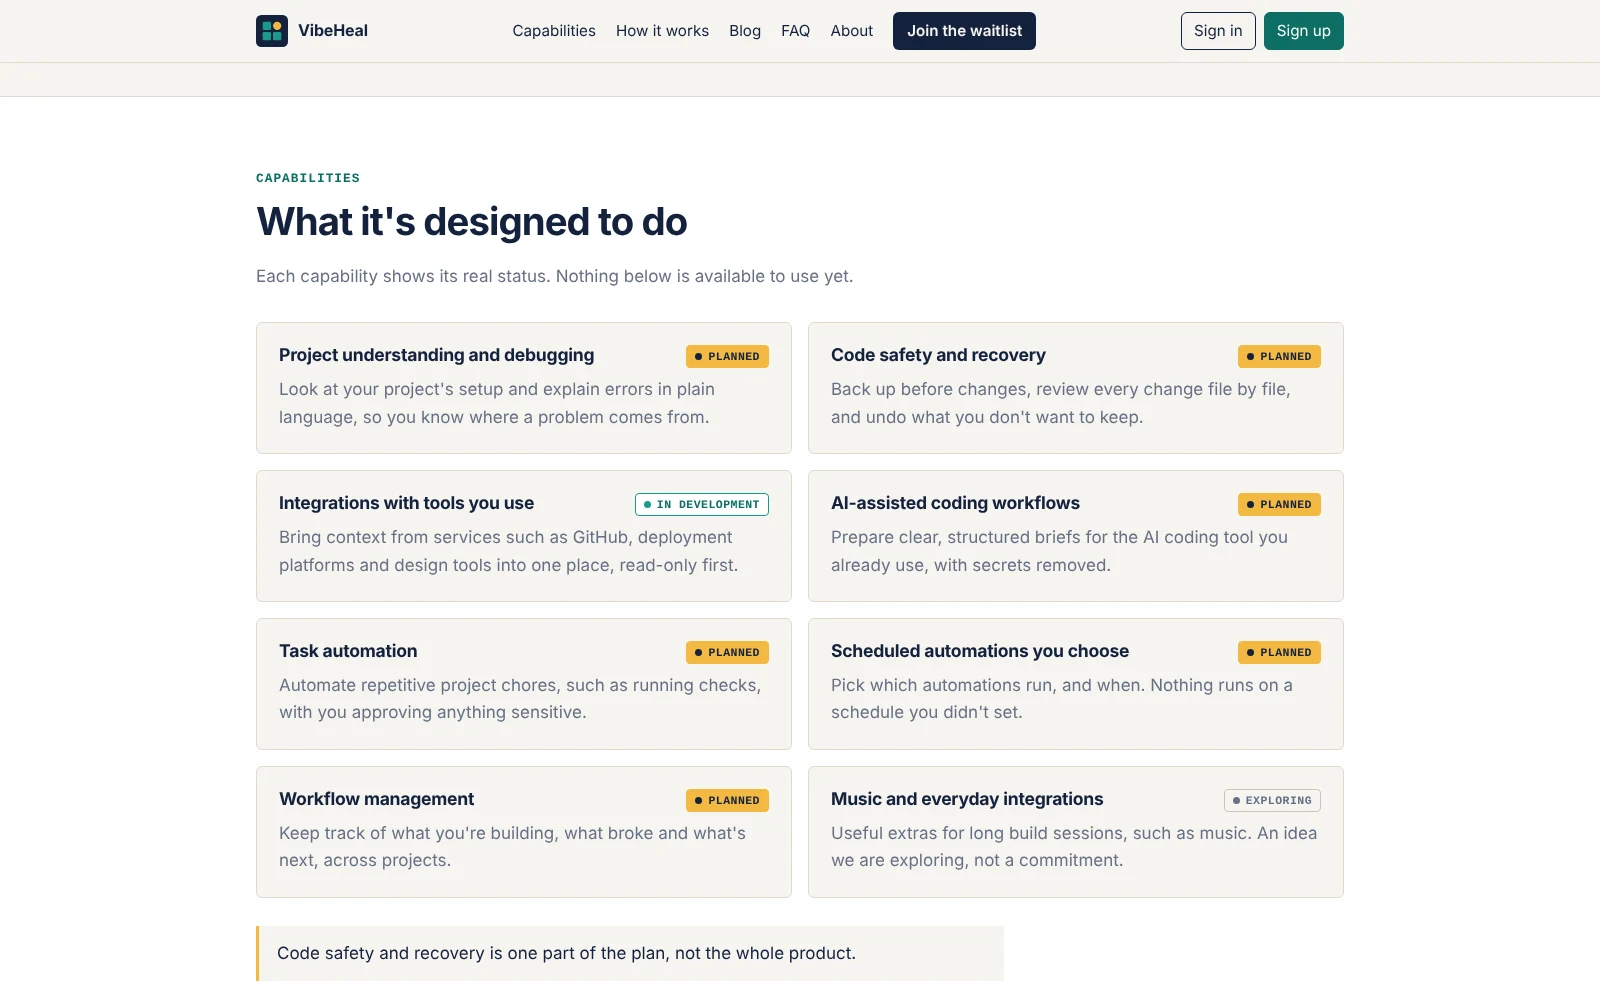 VibeHeal
Capabilities
How it works
Blog
FAQ
About
Join the waitlist
Sign in
Sign up
CAPABILITIES
What it's designed to do
Each capability shows its real status. Nothing below is available to use yet.
Project understanding and debugging
PLANNED
Look at your project's setup and explain errors in plain
language, so you know where a problem comes from.
Code safety and recovery
PLANNED
Back up before changes, review every change file by file,
and undo what you don't want to keep.
Integrations with tools you use
IN DEVELOPMENT
Bring context from services such as GitHub, deployment
platforms and design tools into one place, read-only first.
AI-assisted coding workflows
PLANNED
Prepare clear, structured briefs for the AI coding tool you
already use, with secrets removed.
Task automation
PLANNED
Automate repetitive project chores, such as running checks,
with you approving anything sensitive.
Scheduled automations you choose
PLANNED
Pick which automations run, and when. Nothing runs on a
schedule you didn't set.
Workflow management
PLANNED
Keep track of what you're building, what broke and what's
next, across projects.
Music and everyday integrations
EXPLORING
Useful extras for long build sessions, such as music. An idea
we are exploring, not a commitment.
Code safety and recovery is one part of the plan, not the whole product.